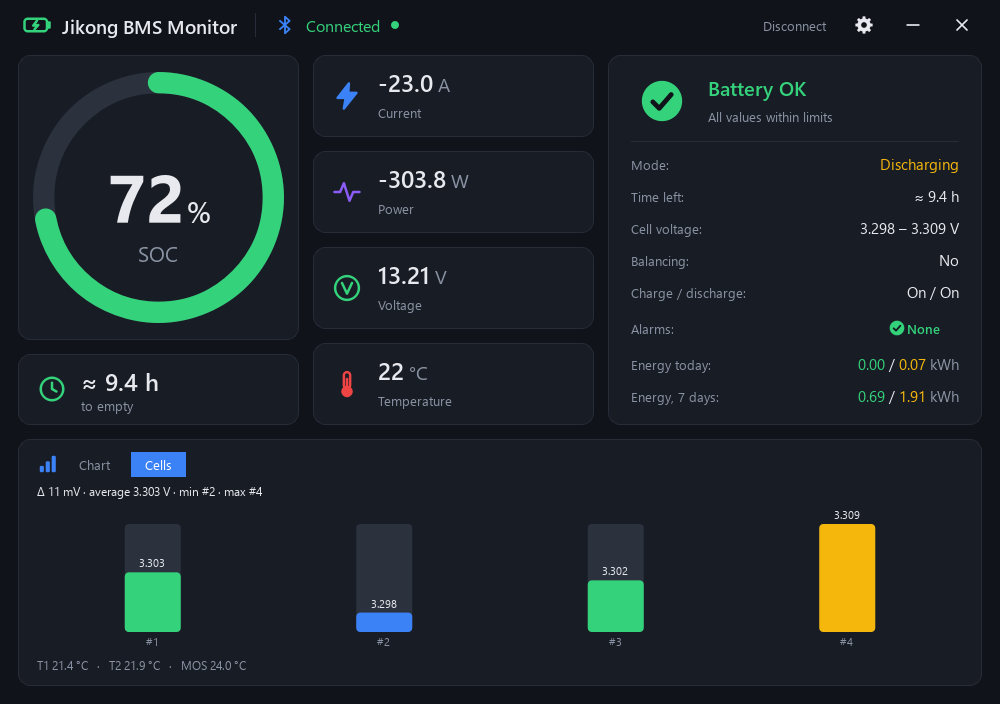 Jikong BMS Monitor
Connected
Disconnect
72%
SOC
≈ 9.4 h
to empty
-23.0 A
Current
-303.8 W
Power
13.21 V
Voltage
22 °C
Temperature
Battery OK
All values within limits
Mode: Discharging
Time left: ≈ 9.4 h
Cell voltage: 3.298 – 3.309 V
Balancing: No
Charge / discharge: On / On
Alarms: None
Energy today: 0.00 / 0.07 kWh
Energy, 7 days: 0.69 / 1.91 kWh
Chart Cells
Δ 11 mV · average 3.303 V · min #2 · max #4
3.303 3.298 3.302 3.309
#1 #2 #3 #4
T1 21.4 °C · T2 21.9 °C · MOS 24.0 °C